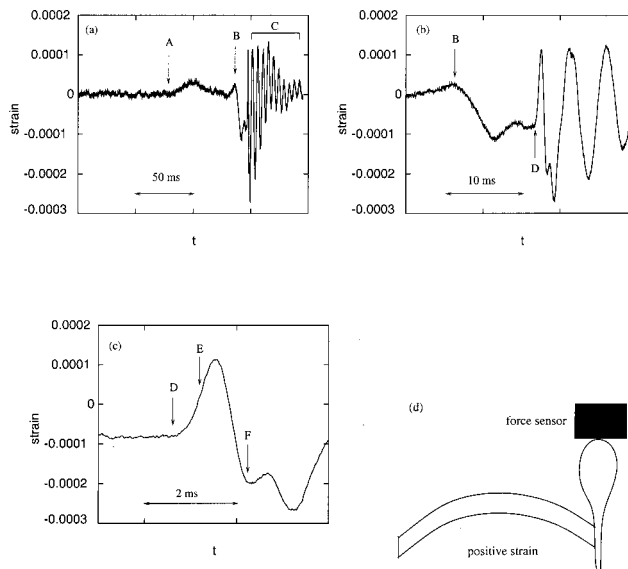 0.0002
(a)
A
B
C
0.0001
0
-0.0001
-0.0002
-0.0003
strain
50 ms
t
0.0002
(b)
B
0.0001
0
-0.0001
-0.0002
-0.0003
strain
D
10 ms
t
0.0002
(c)
E
0.0001
D
0
-0.0001
F
-0.0002
-0.0003
strain
2 ms
t
(d)
force sensor
positive strain